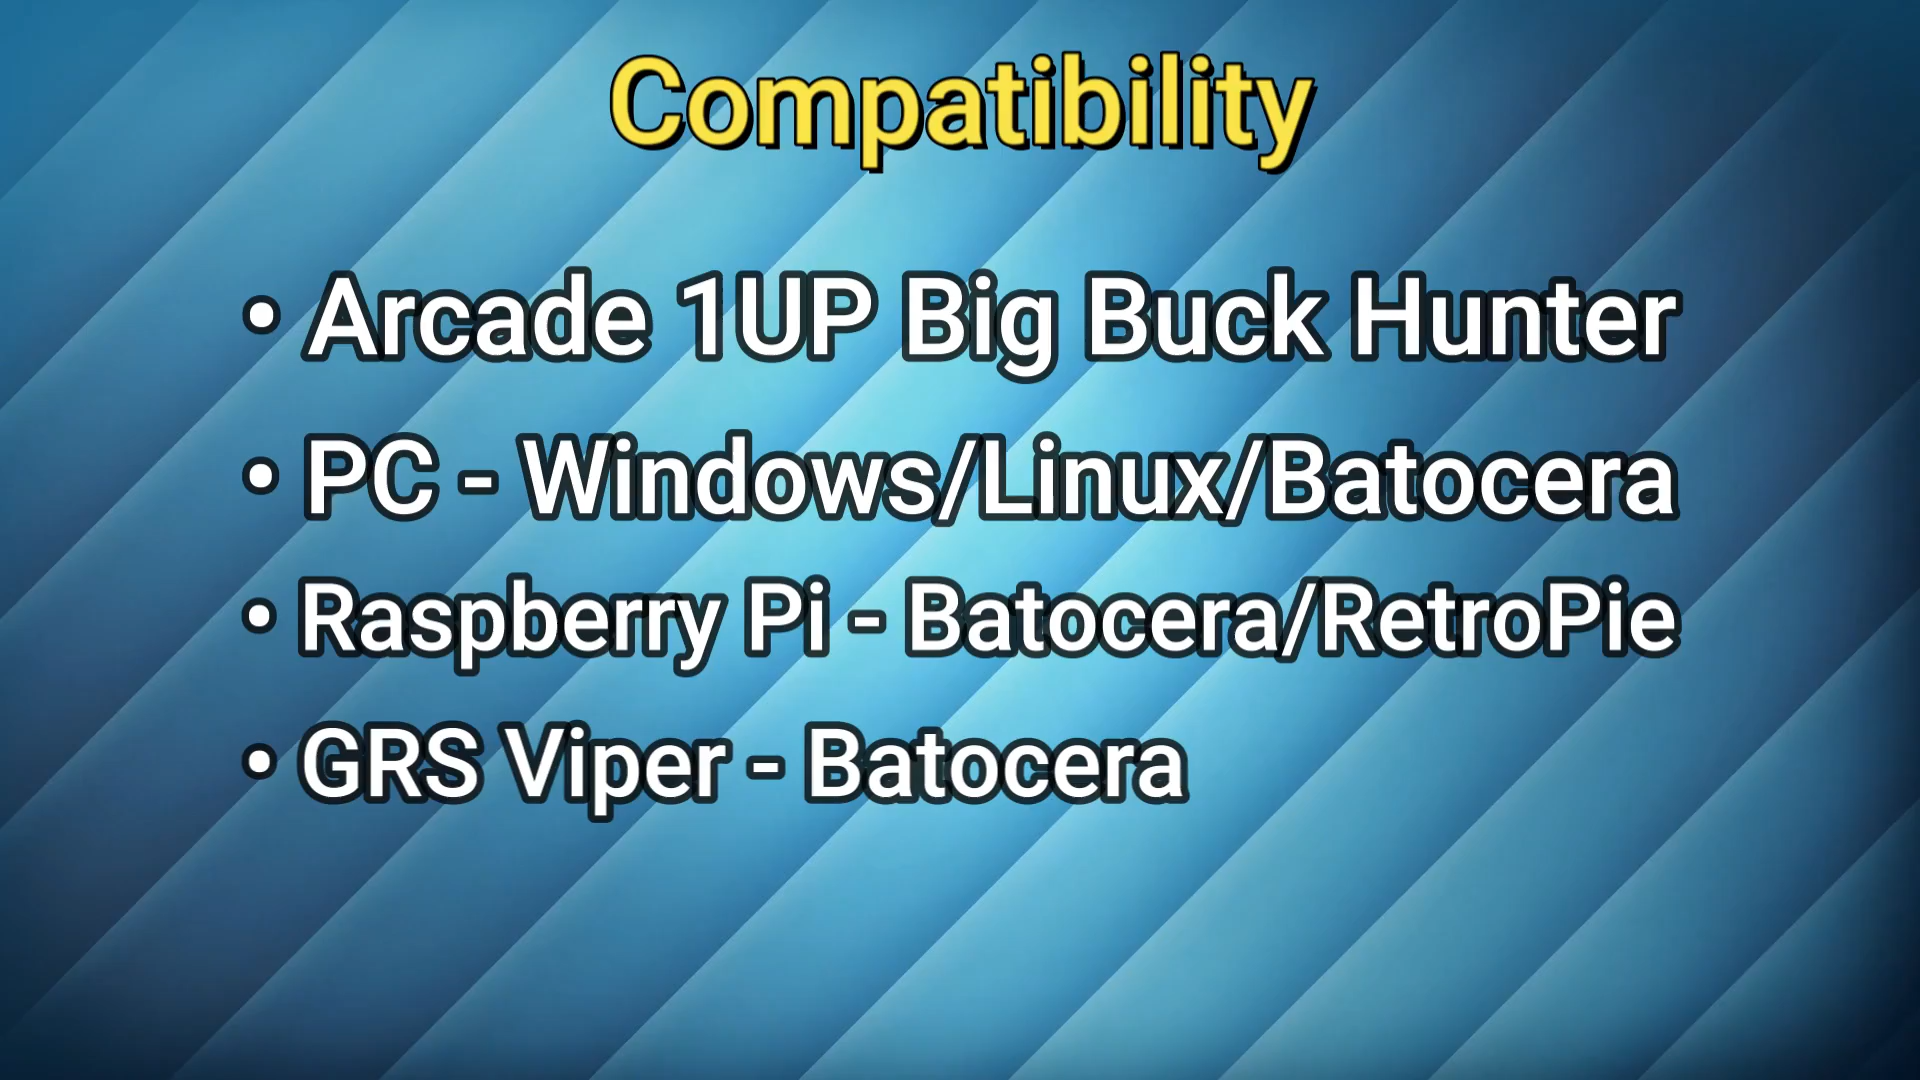 Compatibility
• Arcade 1UP Big Buck Hunter
• PC - Windows/Linux/Batocera
• Raspberry Pi - Batocera/RetroPie
• GRS Viper - Batocera